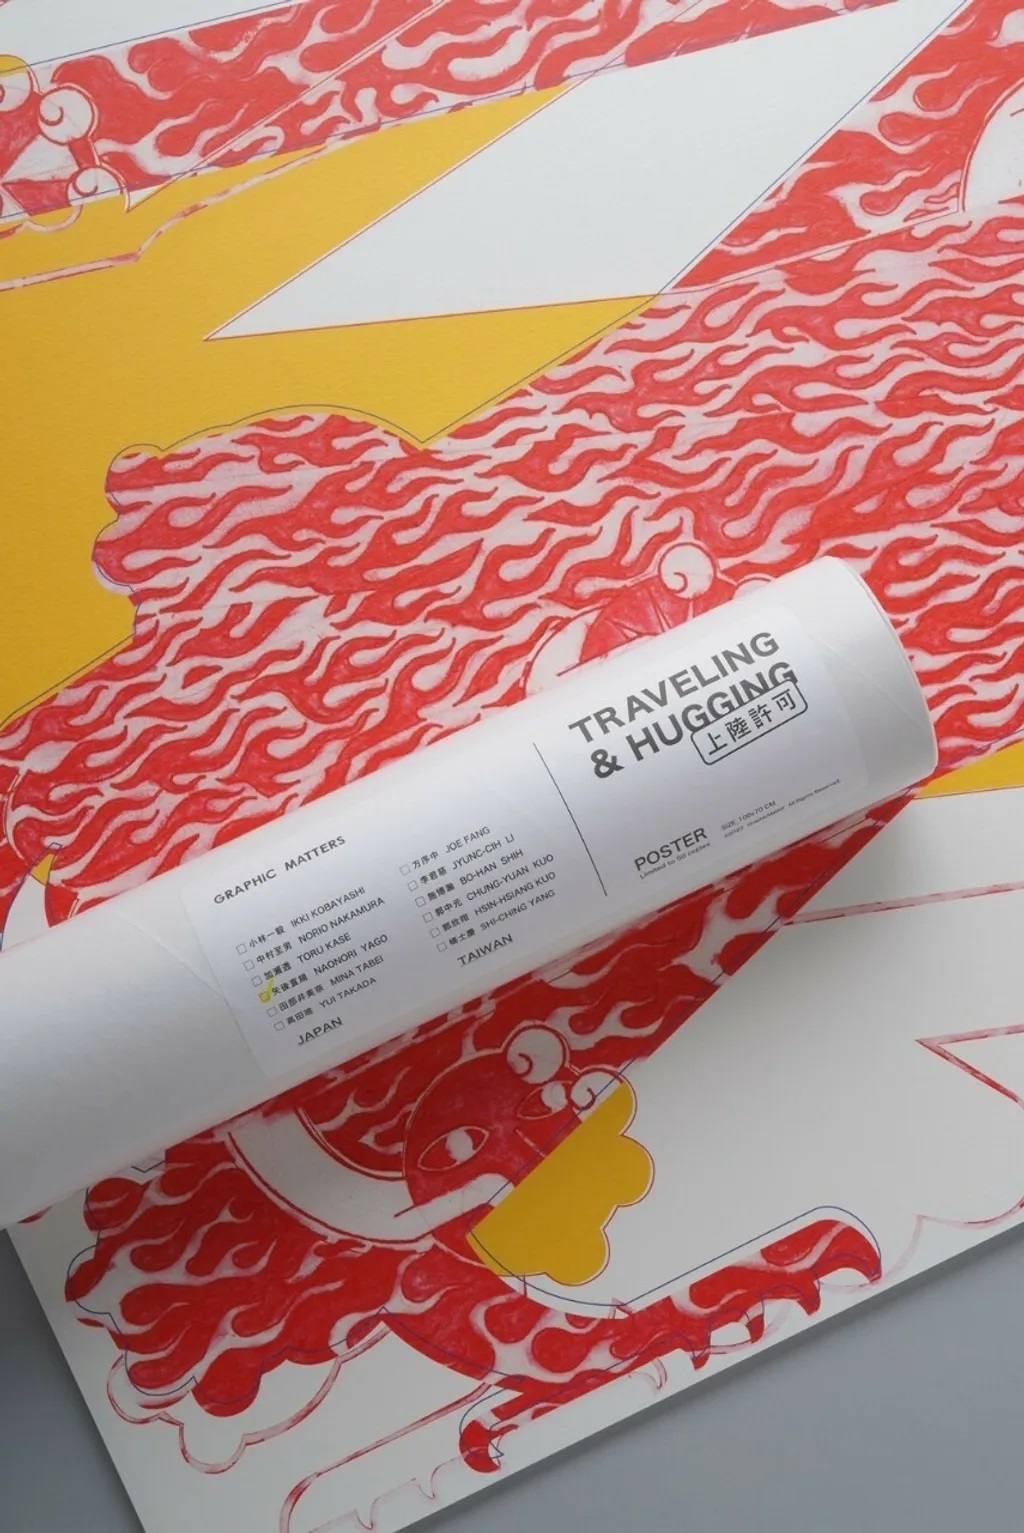 GRAPHIC MATTERS
小林一毅 IKKI KOBAYASHI
中村至男 NORIO NAKAMURA
加瀬透 TORU KASE
矢後直規 NAONORI YAGO
田部井美奈 MINA TABEI
高田唯 YUI TAKADA
JAPAN
方序中 JOE FANG
李君慈 JYUNC-CIH LI
施博瀚 BO-HAN SHIH
郭中元 CHUNG-YUAN KUO
郭欣翔 HSIN-HSIANG KUO
楊士慶 SHI-CHING YANG
TAIWAN
TRAVELING
& HUGGING
上陸許可
POSTER
Limited to 50 copies
SIZE_100x70 CM
All Rights Reserved.